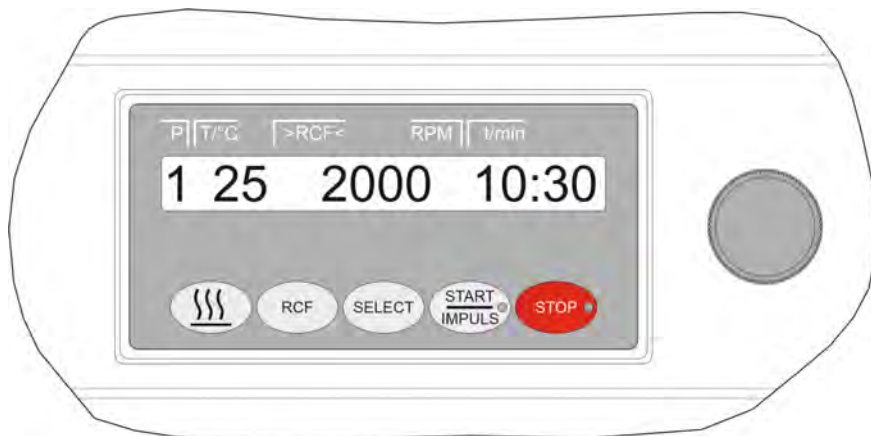 P T/°C >RCF< RPM t/min
1 25 2000 10:30
RCF SELECT START IMPULS STOP